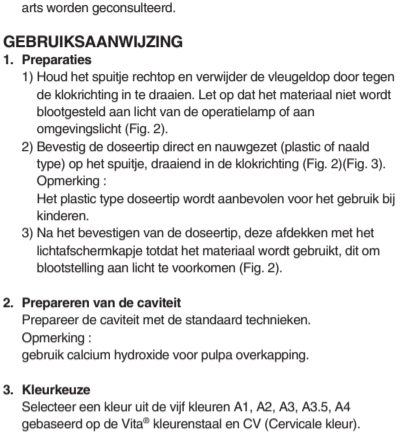 arts worden geconsulteerd.
GEBRUIKSAANWIJZING
1. Preparaties
1) Houd het spuitje rechtop en verwijder de vleugeldop door tegen
de klokrichting in te draaien. Let op dat het materiaal niet wordt
blootgesteld aan licht van de operatielamp of aan
omgevingslicht (Fig. 2).
2) Bevestig de doseertip direct en nauwgezet (plastic of naald
type) op het spuitje, draaiend in de klokrichting (Fig. 2)(Fig. 3).
Opmerking :
Het plastic type doseertip wordt aanbevolen voor het gebruik bij
kinderen.
3) Na het bevestigen van de doseertip, deze afdekken met het
lichtafschermkapje totdat het materiaal wordt gebruikt, dit om
blootstelling aan licht te voorkomen (Fig. 2).
2. Prepareren van de caviteit
Prepareer de caviteit met de standaard technieken.
Opmerking :
gebruik calcium hydroxide voor pulpa overkapping.
3. Kleurkeuze
Selecteer een kleur uit de vijf kleuren A1, A2, A3, A3.5, A4
gebaseerd op de Vita® kleurenstaal en CV (Cervicale kleur).